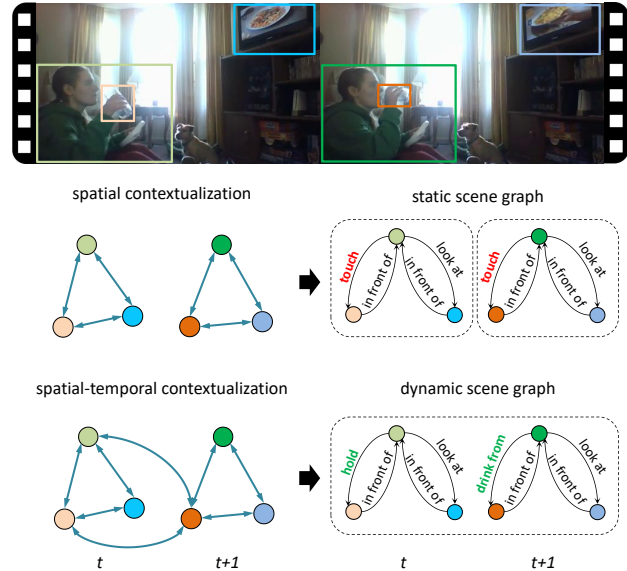 spatial contextualization
static scene graph
touch
in front of
in front of
look at
touch
in front of
in front of
look at
spatial-temporal contextualization
dynamic scene graph
hold
in front of
in front of
look at
drink from
in front of
in front of
look at
t
t+1
t
t+1